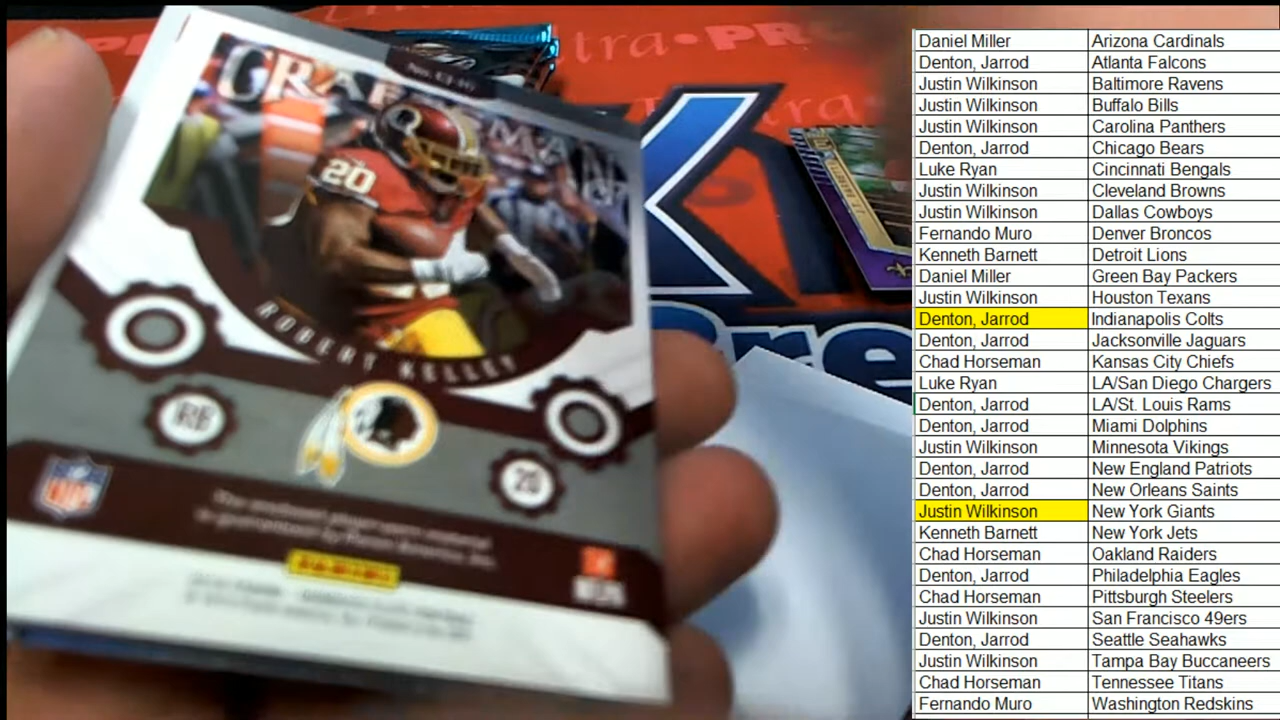 CRAFTSMAN
20
ROBERT KELLEY
RB
20
NFL
PANINI
tra • PR
tra
K
Bre
Daniel Miller Arizona Cardinals
Denton, Jarrod Atlanta Falcons
Justin Wilkinson Baltimore Ravens
Justin Wilkinson Buffalo Bills
Justin Wilkinson Carolina Panthers
Denton, Jarrod Chicago Bears
Luke Ryan Cincinnati Bengals
Justin Wilkinson Cleveland Browns
Justin Wilkinson Dallas Cowboys
Fernando Muro Denver Broncos
Kenneth Barnett Detroit Lions
Daniel Miller Green Bay Packers
Justin Wilkinson Houston Texans
Denton, Jarrod Indianapolis Colts
Denton, Jarrod Jacksonville Jaguars
Chad Horseman Kansas City Chiefs
Luke Ryan LA/San Diego Chargers
Denton, Jarrod LA/St. Louis Rams
Denton, Jarrod Miami Dolphins
Justin Wilkinson Minnesota Vikings
Denton, Jarrod New England Patriots
Denton, Jarrod New Orleans Saints
Justin Wilkinson New York Giants
Kenneth Barnett New York Jets
Chad Horseman Oakland Raiders
Denton, Jarrod Philadelphia Eagles
Chad Horseman Pittsburgh Steelers
Justin Wilkinson San Francisco 49ers
Denton, Jarrod Seattle Seahawks
Justin Wilkinson Tampa Bay Buccaneers
Chad Horseman Tennessee Titans
Fernando Muro Washington Redskins